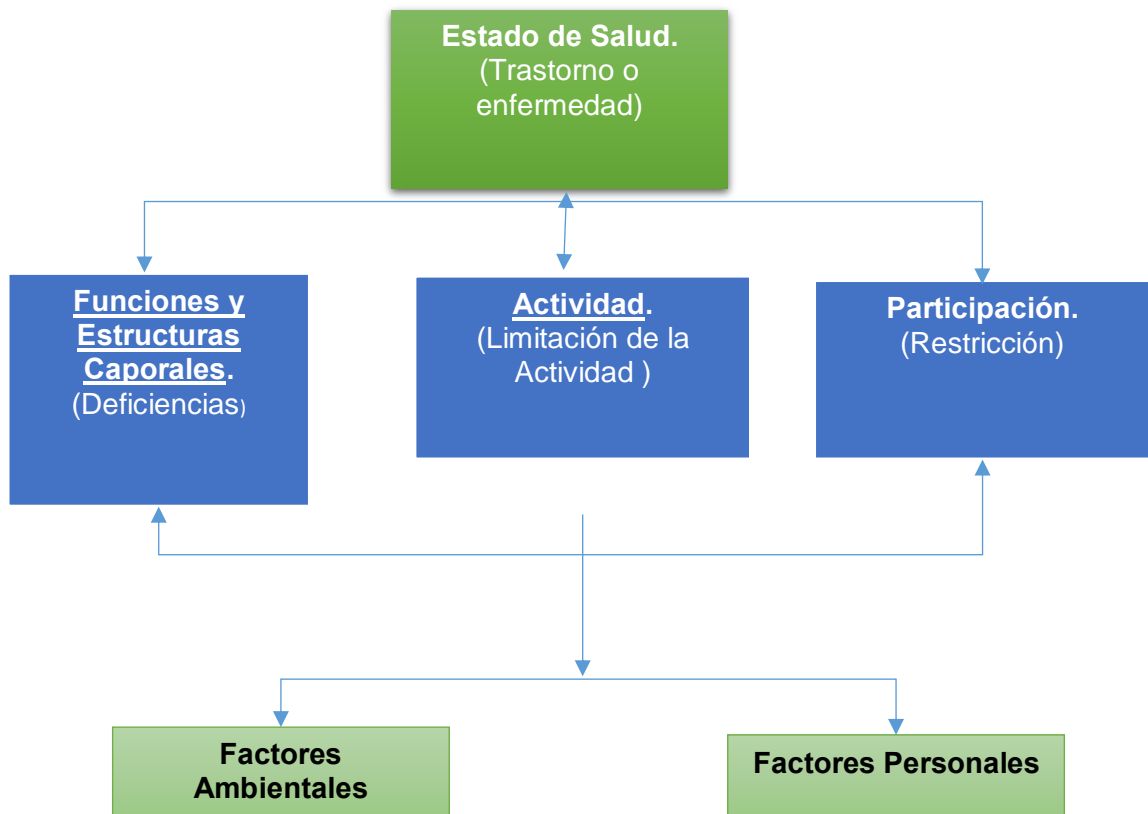 Estado de Salud.
(Trastorno o
enfermedad)
Funciones y
Estructuras
Caporales.
(Deficiencias)
Actividad.
(Limitación de la
Actividad )
Participación.
(Restricción)
Factores
Ambientales
Factores Personales